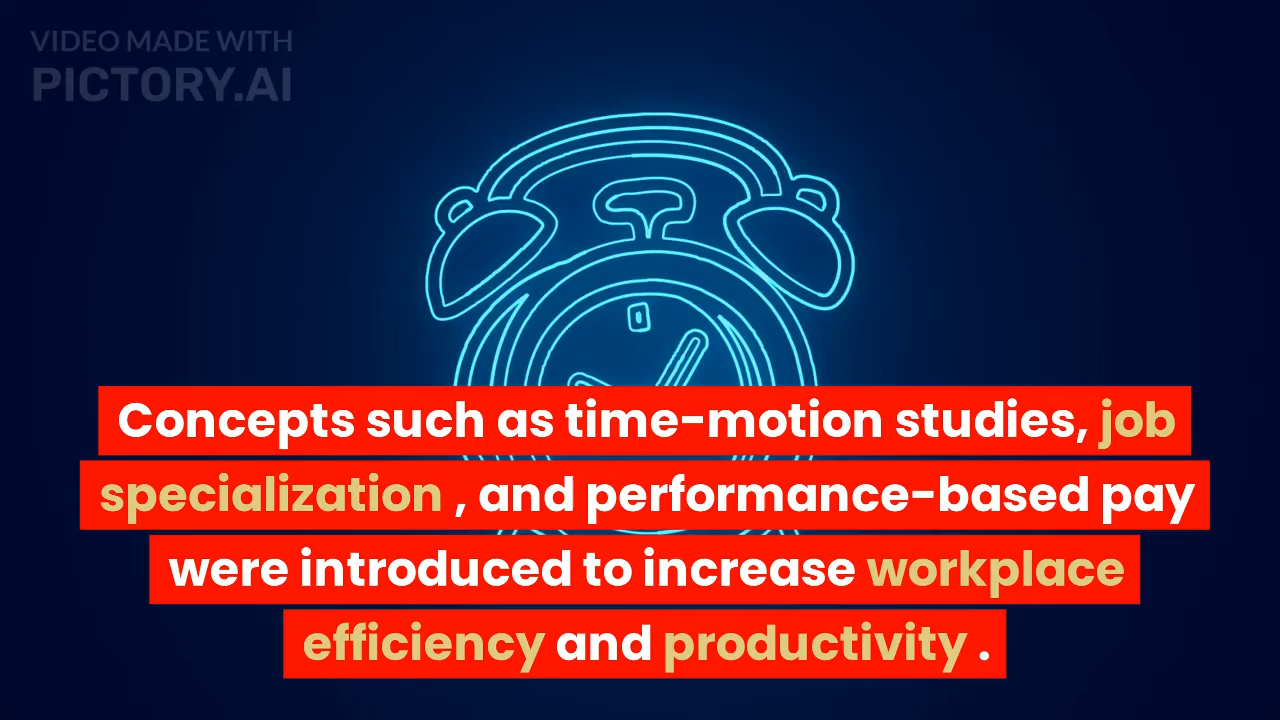 VIDEO MADE WITH
PICTORY.AI
Concepts such as time-motion studies, job
specialization , and performance-based pay
were introduced to increase workplace
efficiency and productivity .